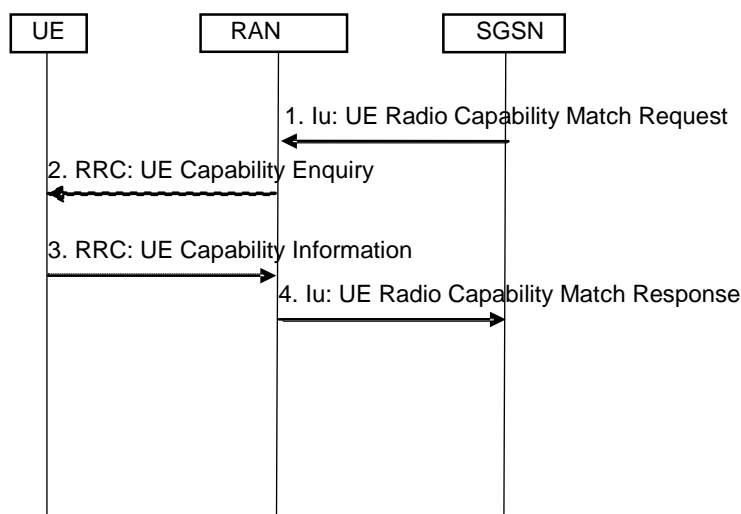 UE
RAN
SGSN
1. Iu: UE Radio Capability Match Request
2. RRC: UE Capability Enquiry
3. RRC: UE Capability Information
4. Iu: UE Radio Capability Match Response